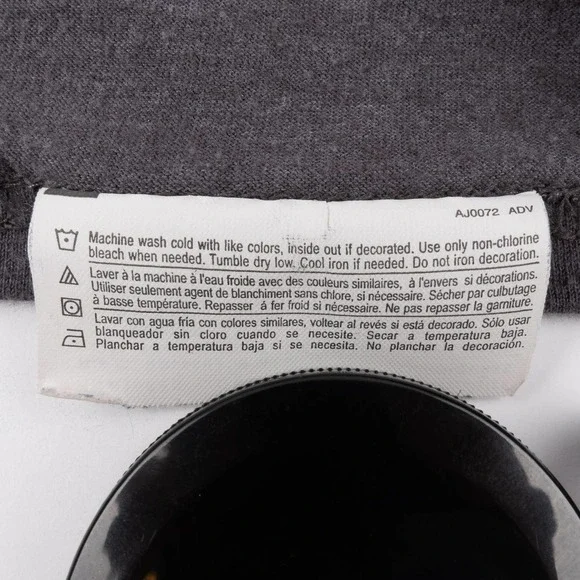 AJ0072 ADV
Machine wash cold with like colors, inside out if decorated. Use only non-chlorine
bleach when needed. Tumble dry low. Cool iron if needed. Do not iron decoration.
Laver à la machine à l'eau froide avec des couleurs similaires, à l'envers si décorations.
Utiliser seulement agent de blanchiment sans chlore, si nécessaire. Sécher par culbutage
à basse température. Repasser á fer froid si nécessaire. Ne pas repasser la garniture.
Lavar con agua fría con colores similares, voltear al revés si está decorado. Sólo usar
blanqueador sin cloro cuando se necesite. Secar a temperatura baja.
Planchar a temperatura baja si se necesita. No planchar la decoración.